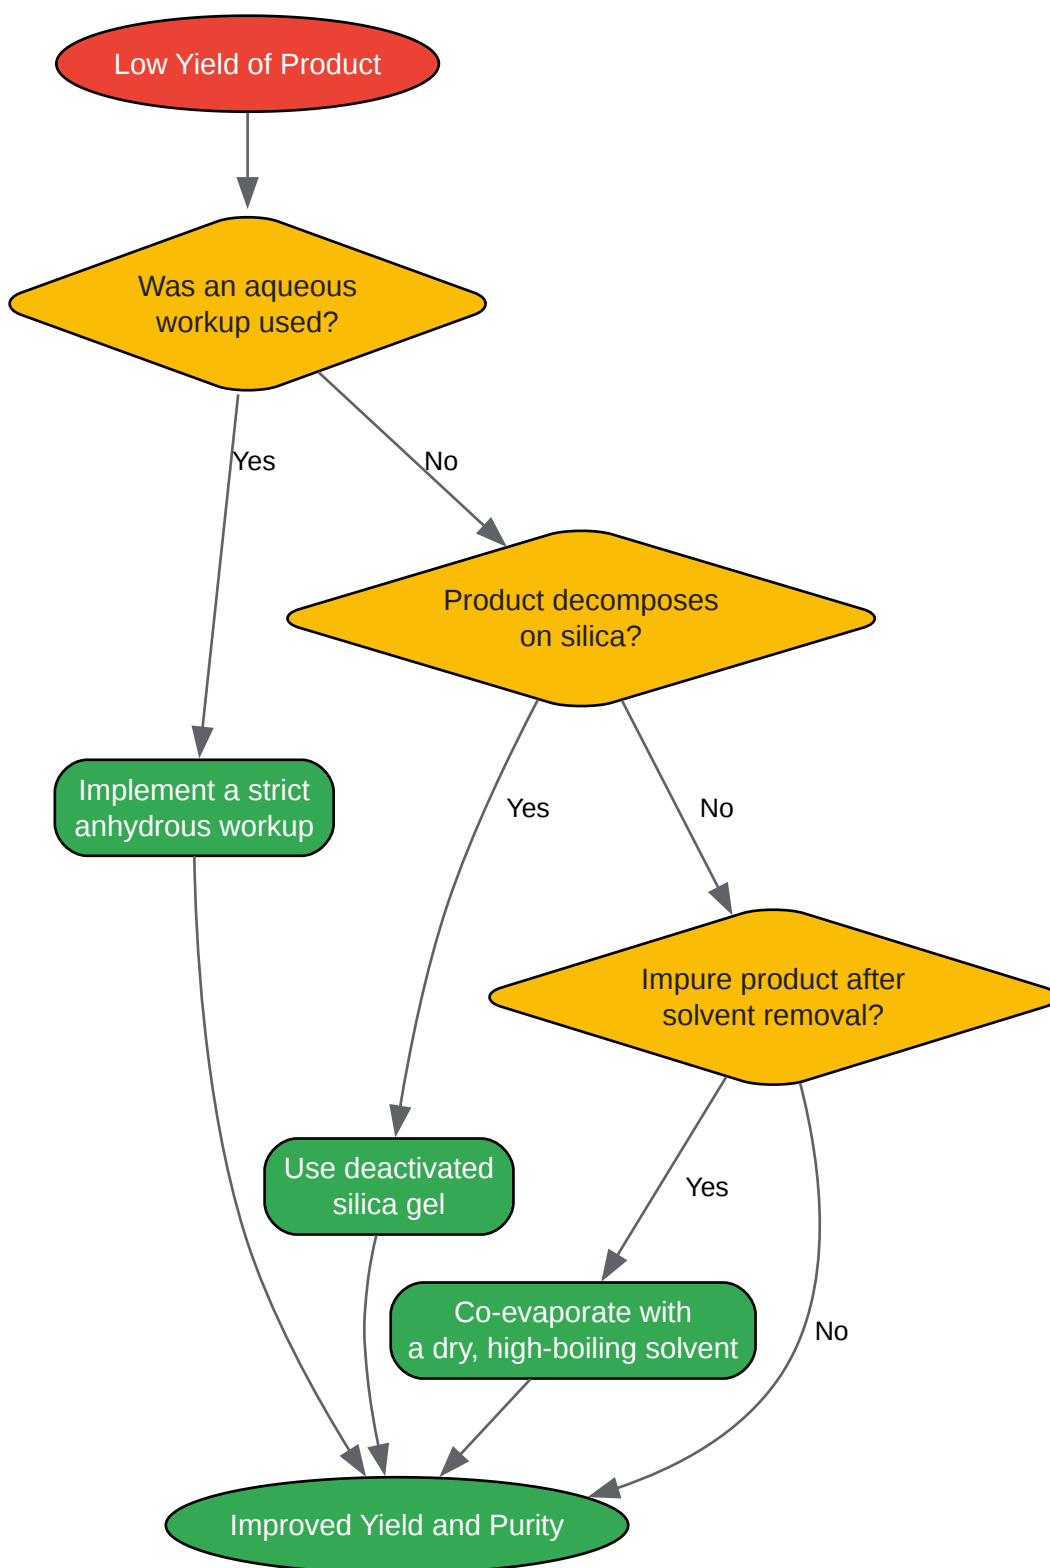 Low Yield of Product
Was an aqueous
workup used?
Yes
No
Product decomposes
on silica?
Implement a strict
anhydrous workup
Yes
No
Impure product after
solvent removal?
Use deactivated
silica gel
Yes
Co-evaporate with
a dry, high-boiling solvent
No
Improved Yield and Purity